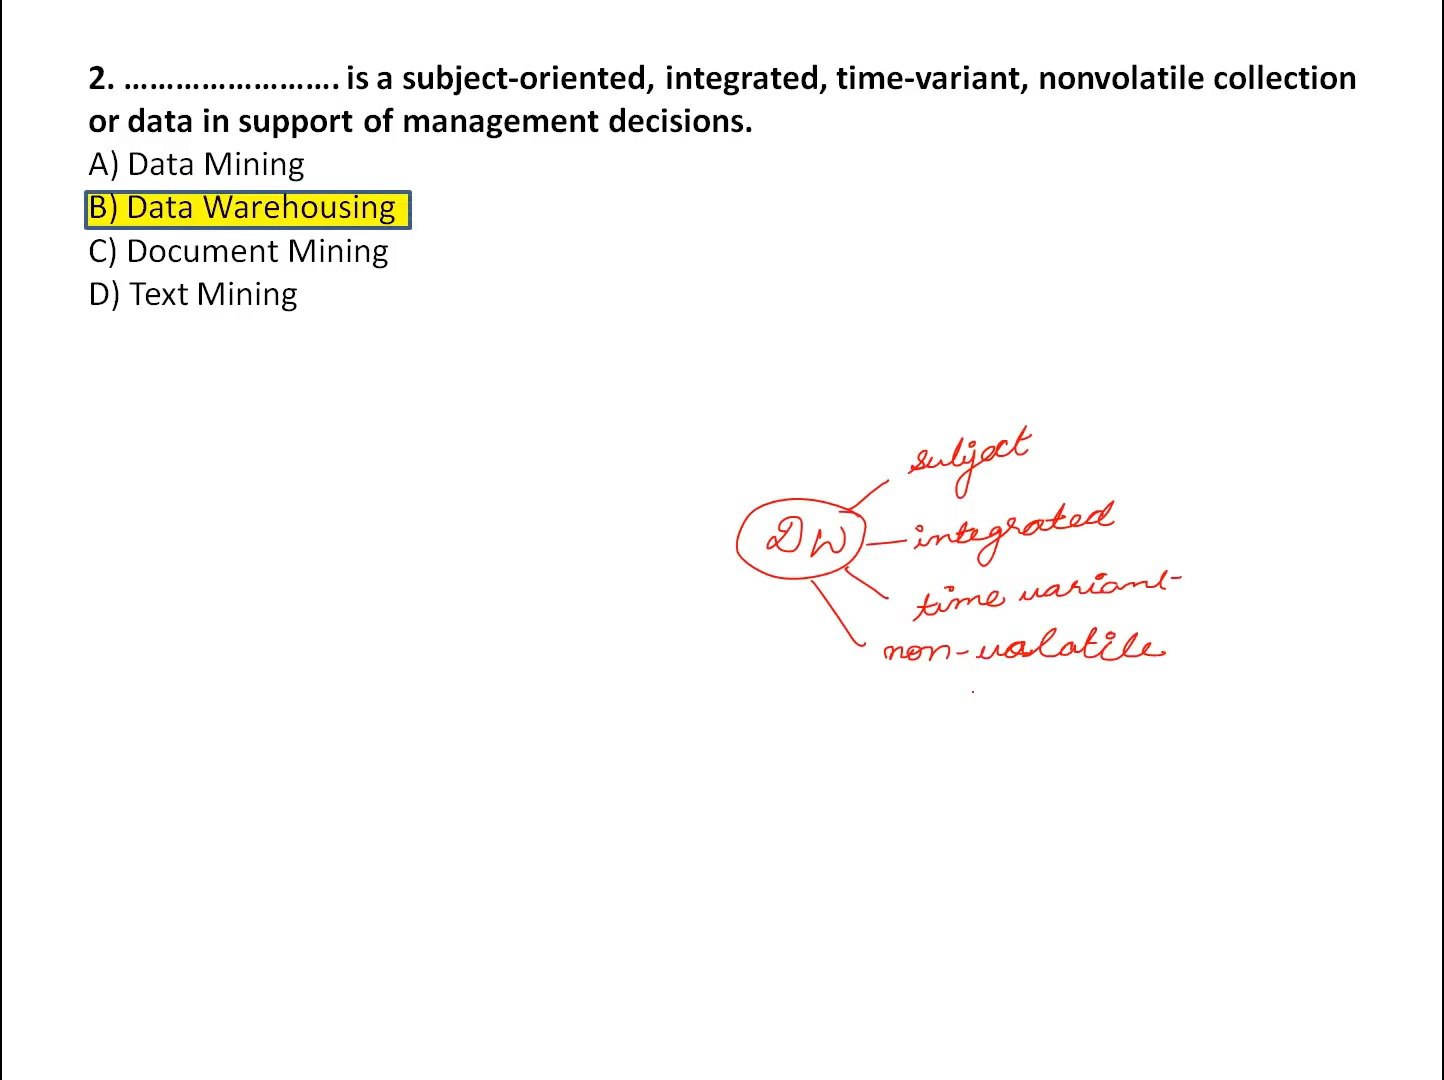 2. ……………………. is a subject-oriented, integrated, time-variant, nonvolatile collection
or data in support of management decisions.
A) Data Mining
B) Data Warehousing
C) Document Mining
D) Text Mining
subject
DW
integrated
time variant
non-volatile